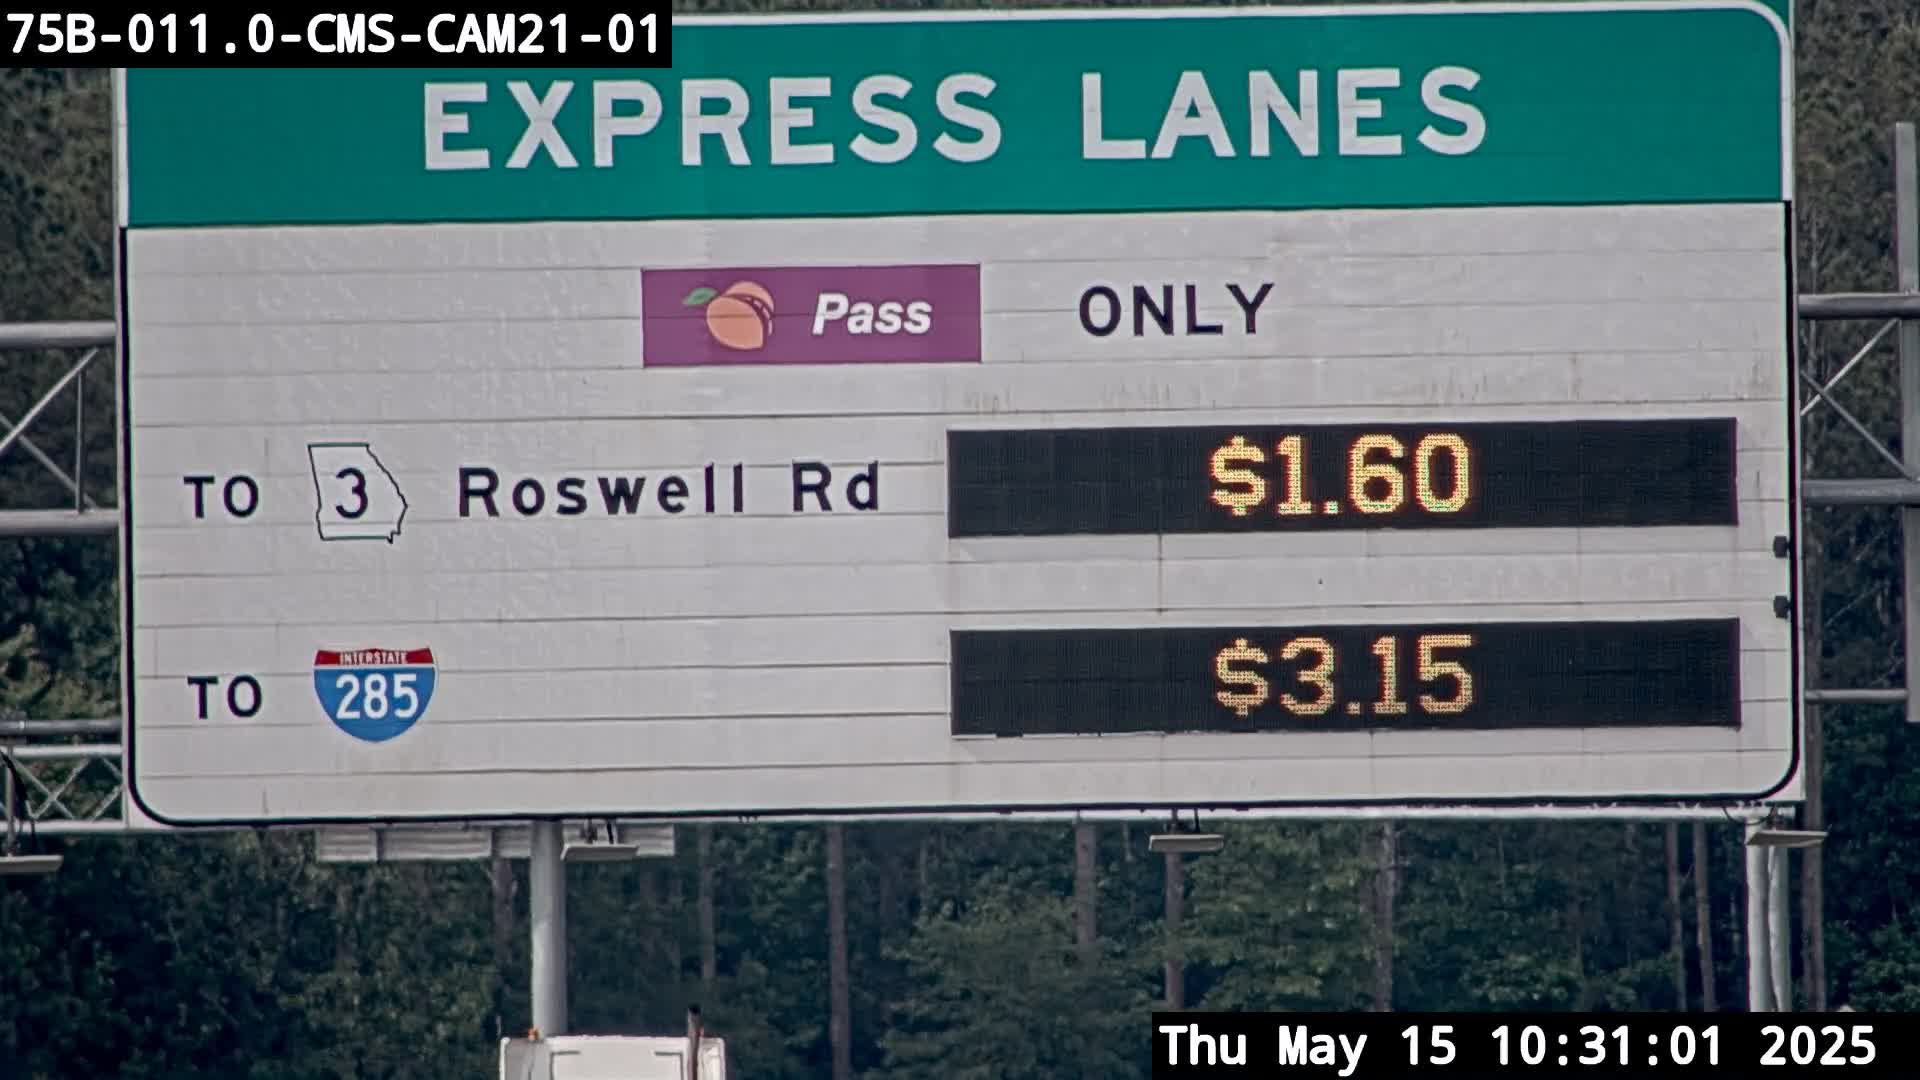 75B-011.0-CMS-CAM21-01
EXPRESS LANES
Pass ONLY
TO 3 Roswell Rd $1.60
TO INTERSTATE 285 $3.15
Thu May 15 10:31:01 2025